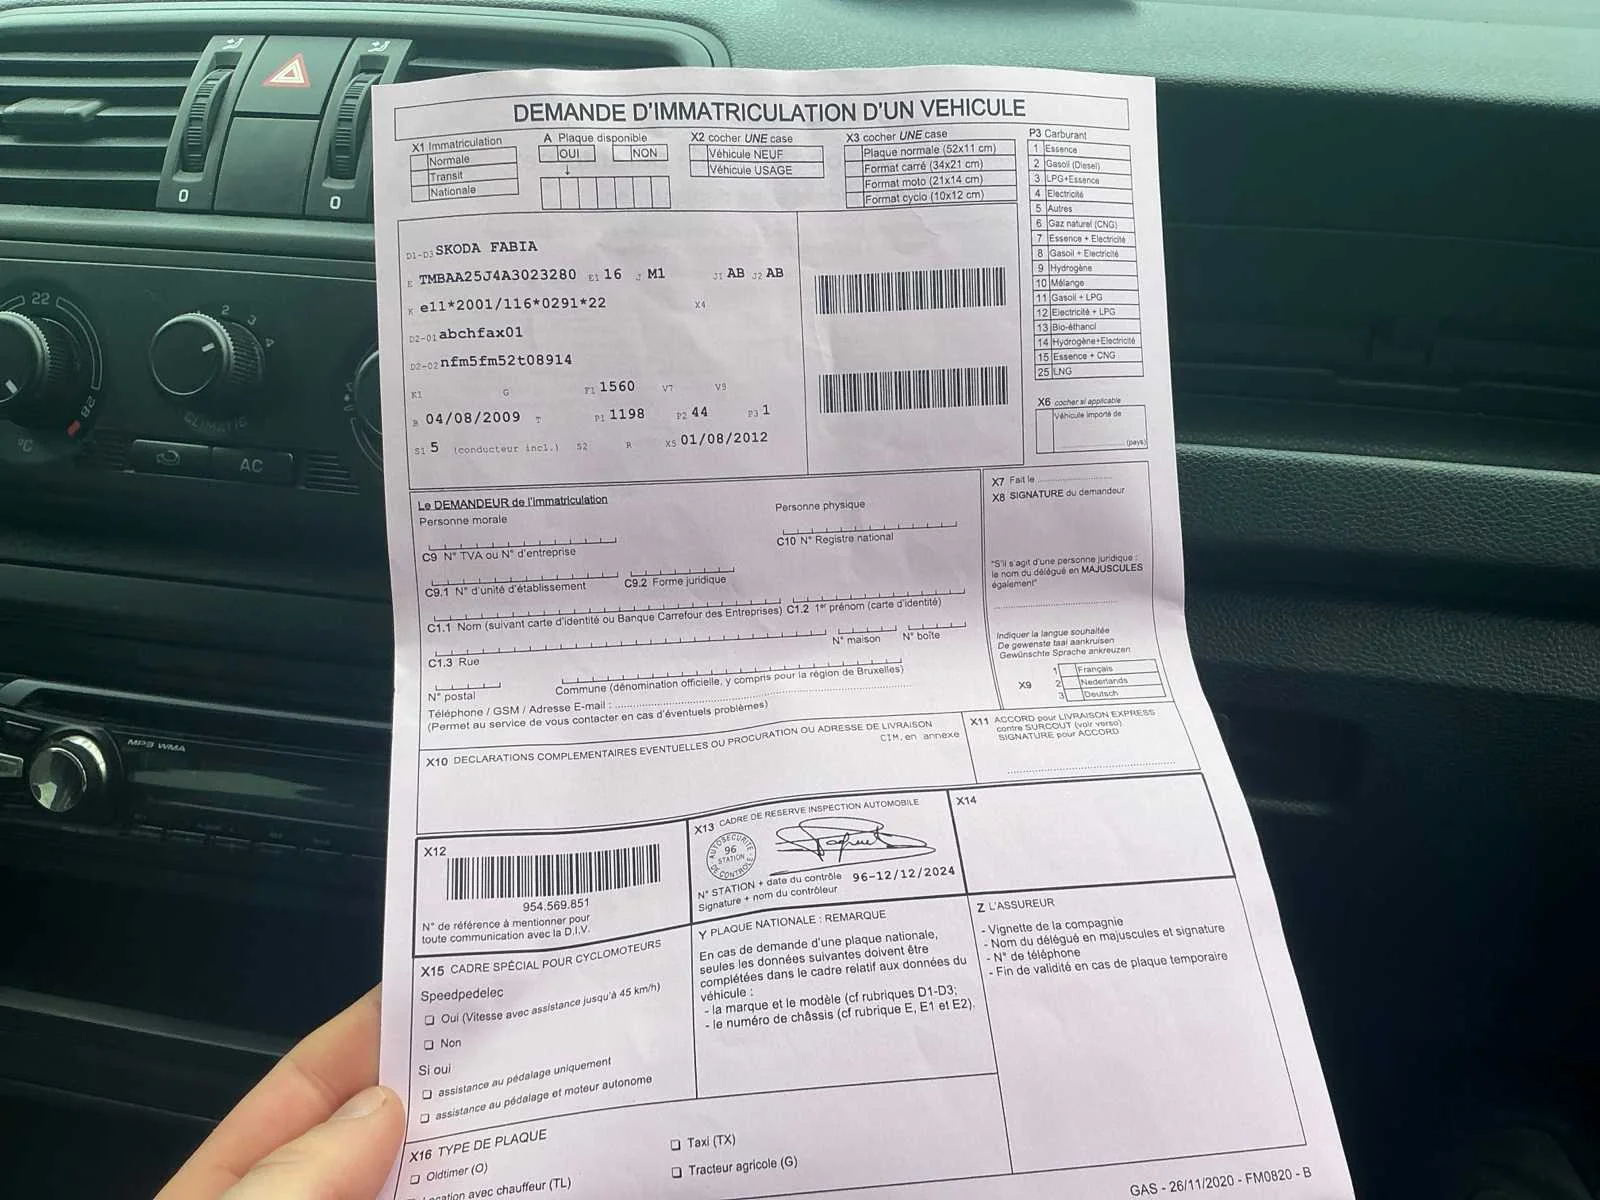 DEMANDE D'IMMATRICULATION D'UN VEHICULE
X1 Immatriculation
Normale
Transit
Nationale
A Plaque disponible
OUI
NON
X2 cocher UNE case
Véhicule NEUF
Véhicule USAGE
X3 cocher UNE case
Plaque normale (52x11 cm)
Format carré (34x21 cm)
Format moto (21x14 cm)
Format cyclo (10x12 cm)
P3 Carburant
1 Essence
2 Gasoil (Diesel)
3 LPG+Essence
4 Electricité
5 Autres
6 Gaz naturel (CNG)
7 Essence + Electricité
8 Gasoil + Electricité
9 Hydrogène
10 Mélange
11 Gasoil + LPG
12 Electricité + LPG
13 Bio-éthanol
14 Hydrogène+Electricité
15 Essence + CNG
25 LNG
X6 cocher si applicable
Véhicule importé de
(pays)
D1-D3 SKODA FABIA
E TMBAA25J4A3023280 E1 16 J M1 J1 AB J2 AB
K e11*2001/116*0291*22 X4
D2-01 abchfax01
D2-02 nfm5fm52t08914
K1 G F1 1560 V7 V9
B 04/08/2009 T P1 1198 P2 44 P3 1
S1 5 (conducteur incl.) S2 R X5 01/08/2012
Le DEMANDEUR de l'immatriculation
Personne morale
Personne physique
C9 N° TVA ou N° d'entreprise
C10 N° Registre national
C9.1 N° d'unité d'établissement
C9.2 Forme juridique
C1.1 Nom (suivant carte d'identité ou Banque Carrefour des Entreprises) C1.2 1er prénom (carte d'identité)
C1.3 Rue
N° maison
N° boîte
N° postal
Commune (dénomination officielle, y compris pour la région de Bruxelles)
Téléphone / GSM / Adresse E-mail :
(Permet au service de vous contacter en cas d'éventuels problèmes)
X7 Fait le
X8 SIGNATURE du demandeur
"S'il s'agit d'une personne juridique :
le nom du délégué en MAJUSCULES
également"
Indiquer la langue souhaitée
De gewenste taal aankruisen
Gewünschte Sprache ankreuzen
X9
1 Français
2 Nederlands
3 Deutsch
X10 DECLARATIONS COMPLEMENTAIRES EVENTUELLES OU PROCURATION OU ADRESSE DE LIVRAISON
CIM, en annexe
X11 ACCORD pour LIVRAISON EXPRESS
contre SURCOUT (voir verso)
SIGNATURE pour ACCORD
X12
954.569.851
N° de référence à mentionner pour
toute communication avec la D.I.V.
X13 CADRE DE RESERVE INSPECTION AUTOMOBILE
AUTOSECURITE
96
STATION
DE CONTROLE
N° STATION + date du contrôle 96-12/12/2024
Signature + nom du contrôleur
X14
X15 CADRE SPÉCIAL POUR CYCLOMOTEURS
Speedpedelec
Oui (Vitesse avec assistance jusqu'à 45 km/h)
Non
Si oui
assistance au pédalage uniquement
assistance au pédalage et moteur autonome
Y PLAQUE NATIONALE : REMARQUE
En cas de demande d'une plaque nationale,
seules les données suivantes doivent être
complétées dans le cadre relatif aux données du
véhicule :
- la marque et le modèle (cf rubriques D1-D3;
- le numéro de châssis (cf rubrique E, E1 et E2).
Z L'ASSUREUR
- Vignette de la compagnie
- Nom du délégué en majuscules et signature
- N° de téléphone
- Fin de validité en cas de plaque temporaire
X16 TYPE DE PLAQUE
Oldtimer (O)
avec chauffeur (TL)
Taxi (TX)
Tracteur agricole (G)
GAS - 26/11/2020 - FM0820 - B
0
0
22
28
°C
2
3
4
CLIMATIC
AC
MP3 WMA